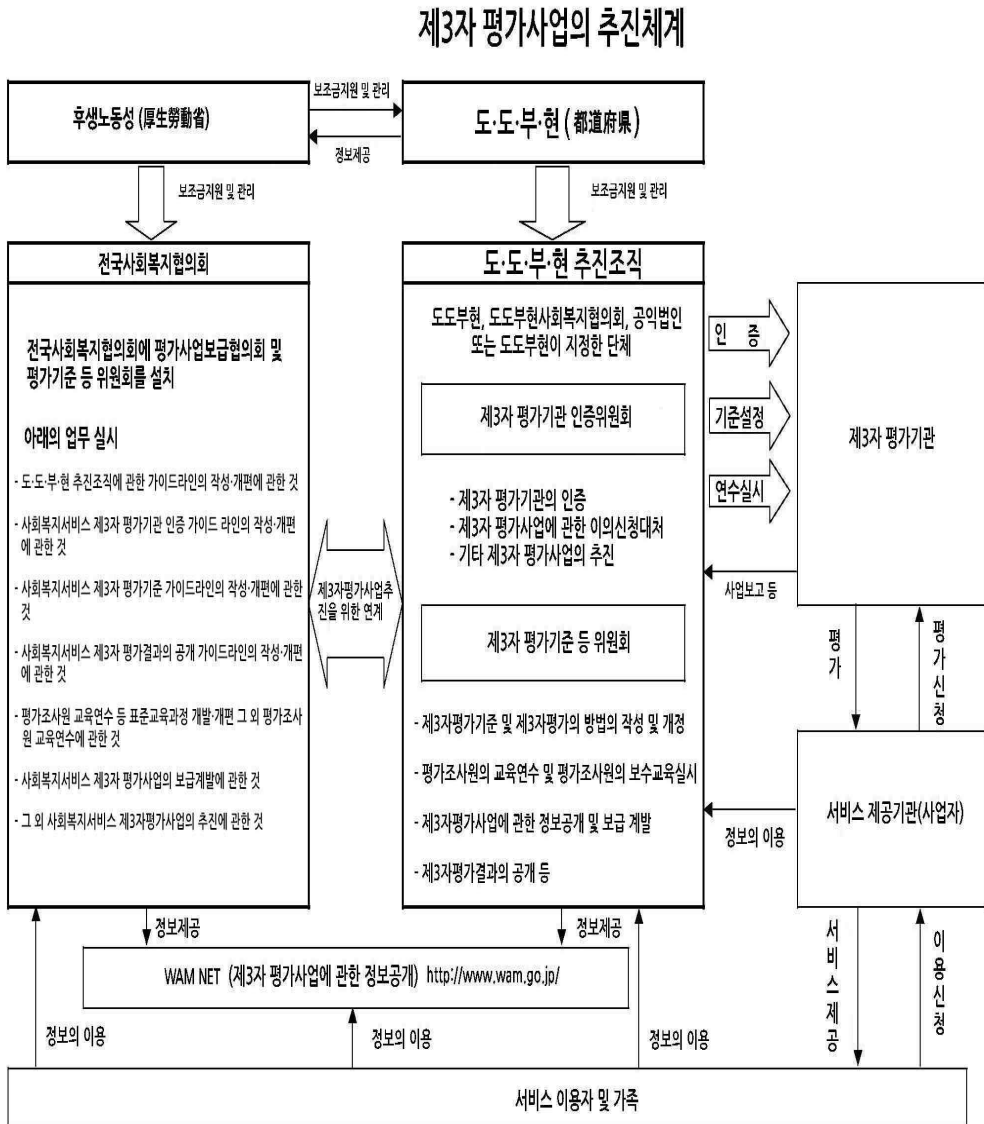 제3자 평가사업의 추진체계
후생노동성 (厚生勞動省)
보조금지원 및 관리
정보제공
도·도·부·현 ( 都道府県 )
보조금지원 및 관리
보조금지원 및 관리
전국사회복지협의회
전국사회복지협의회에 평가사업보급협의회 및
평가기준 등 위원회를 설치
아래의 업무 실시
- 도·도·부·현 추진조직에 관한 가이드라인의 작성·개편에 관한 것
- 사회복지서비스 제3자 평가기관 인증 가이드 라인의 작성·개편
에 관한 것
- 사회복지서비스 제3자 평가기준 가이드라인의 작성·개편에 관한
것
- 사회복지서비스 제3자 평가결과의 공개 가이드라인의 작성·개편
에 관한 것
- 평가조사원 교육연수 등 표준교육과정 개발·개편 그 외 평가조사
원 교육연수에 관한 것
- 사회복지서비스 제3자 평가사업의 보급계발에 관한 것
- 그 외 사회복지서비스 제3자평가사업의 추진에 관한 것
제3자평가사업추
진을 위한 연계
도·도·부·현 추진조직
도도부현, 도도부현사회복지협의회, 공익법인
또는 도도부현이 지정한 단체
제3자 평가기관 인증위원회
- 제3자 평가기관의 인증
- 제3자 평가사업에 관한 이의신청대처
- 기타 제3자 평가사업의 추진
제3자 평가기준 등 위원회
- 제3자평가기준 및 제3자평가의 방법의 작성 및 개정
- 평가조사원의 교육연수 및 평가조사원의 보수교육실시
- 제3자평가사업에 관한 정보공개 및 보급 계발
- 제3자평가결과의 공개 등
인 증
기준설정
연수실시
사업보고 등
제3자 평가기관
평가
평가신청
서비스 제공기관(사업자)
정보의 이용
서비스제공
이용신청
정보제공
정보제공
WAM NET (제3자 평가사업에 관한 정보공개) http://www.wam.go.jp/
정보의 이용
정보의 이용
정보의 이용
서비스 이용자 및 가족